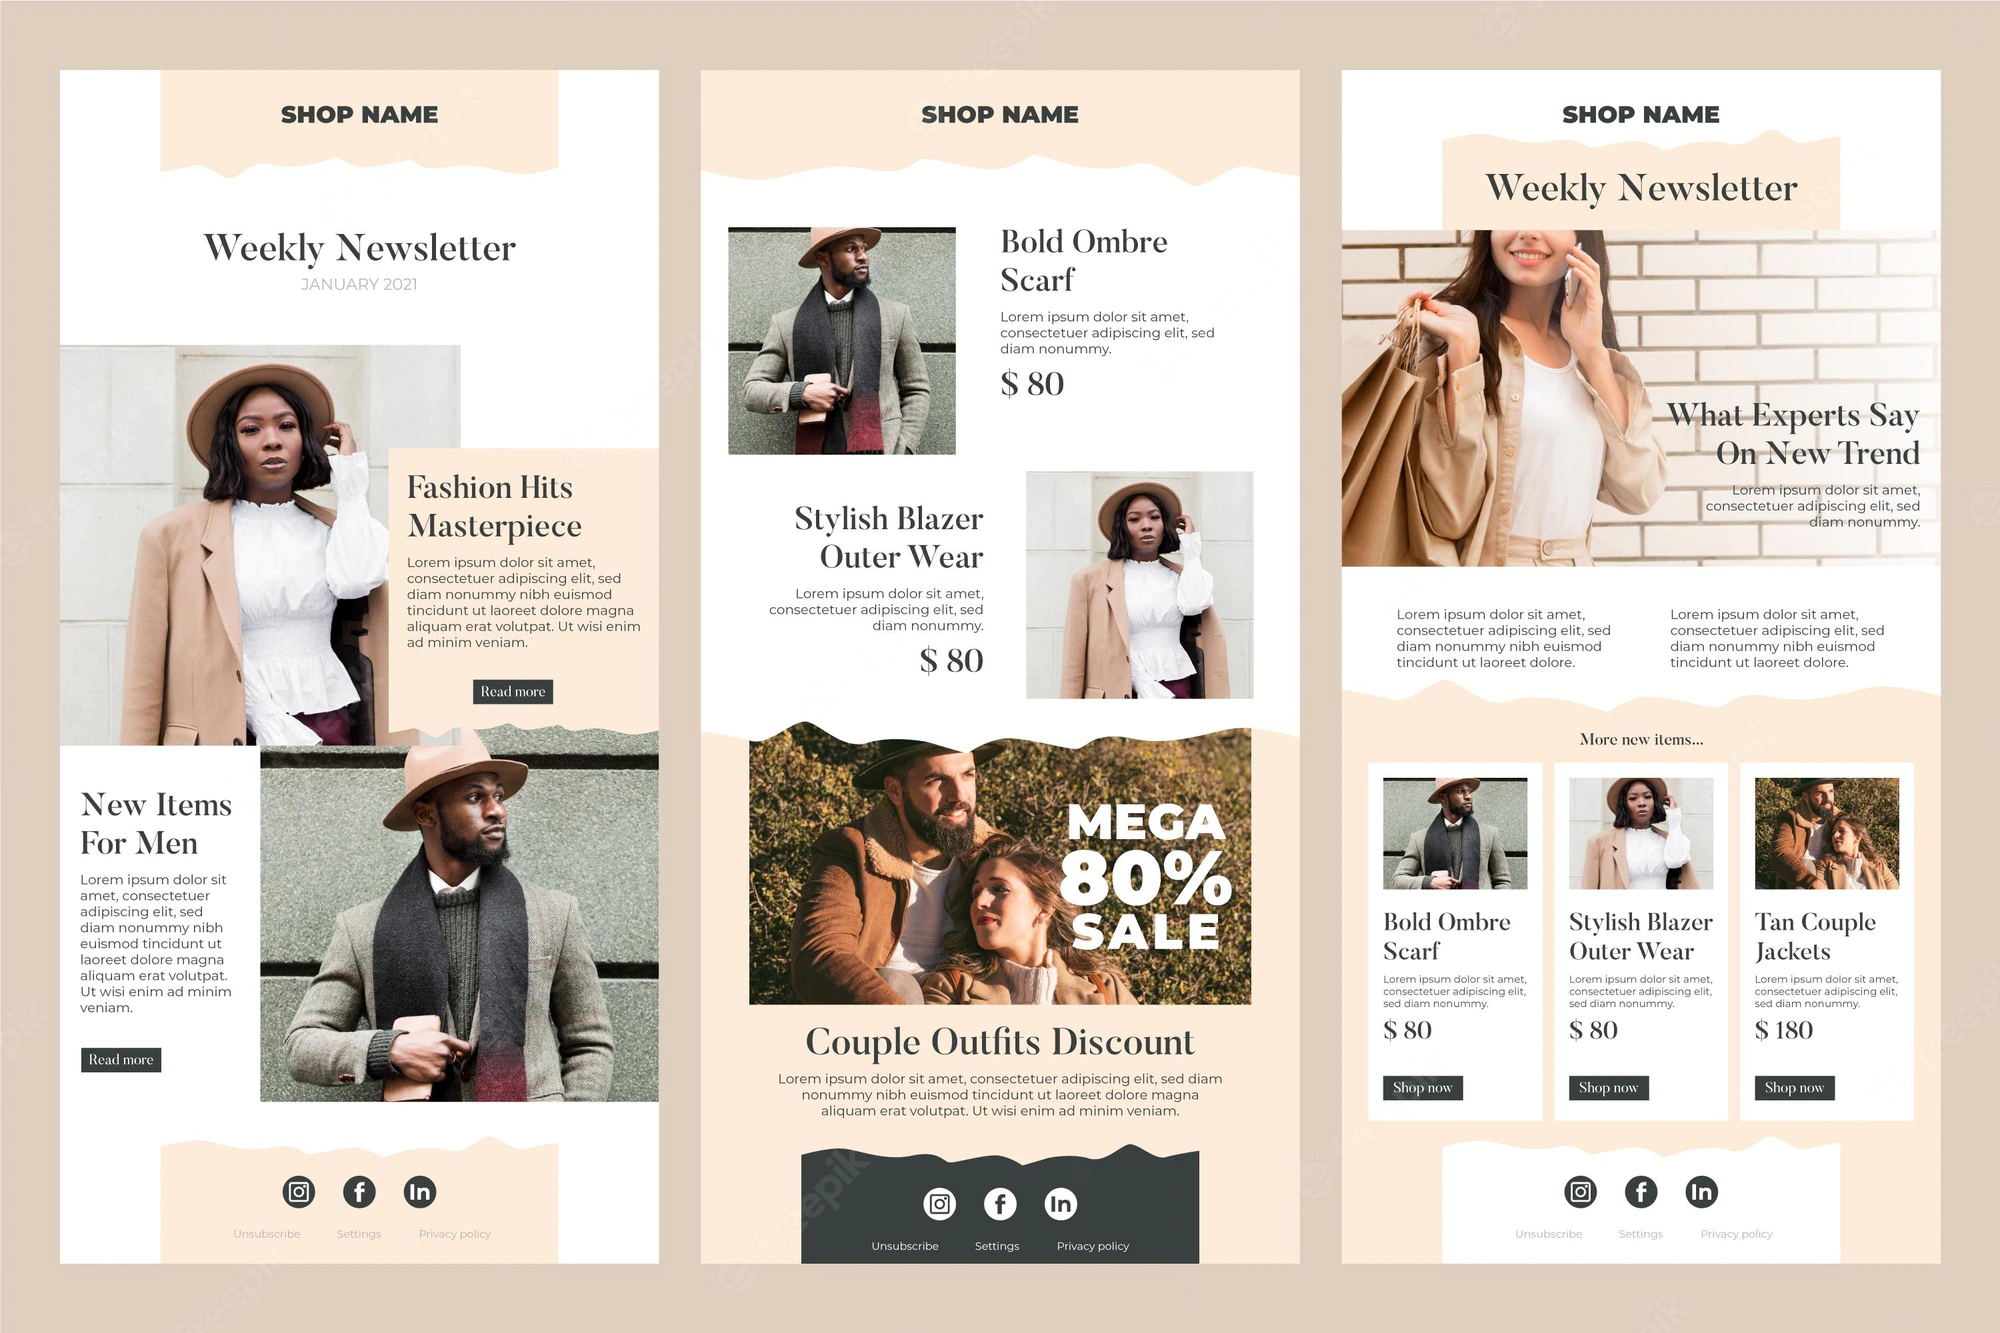 SHOP NAME
Weekly Newsletter
JANUARY 2021
Fashion Hits
Masterpiece
Lorem ipsum dolor sit amet,
consectetuer adipiscing elit, sed
diam nonummy nibh euismod
tincidunt ut laoreet dolore magna
aliquam erat volutpat. Ut wisi enim
ad minim veniam.
Read more
New Items
For Men
Lorem ipsum dolor sit
amet, consectetuer
adipiscing elit, sed
diam nonummy nibh
euismod tincidunt ut
laoreet dolore magna
aliquam erat volutpat.
Ut wisi enim ad minim
veniam.
Read more
Unsubscribe Settings Privacy policy
SHOP NAME
Bold Ombre
Scarf
Lorem ipsum dolor sit amet,
consectetuer adipiscing elit, sed
diam nonummy.
$ 80
Stylish Blazer
Outer Wear
Lorem ipsum dolor sit amet,
consectetuer adipiscing elit, sed
diam nonummy.
$ 80
MEGA
80%
SALE
Couple Outfits Discount
Lorem ipsum dolor sit amet, consectetuer adipiscing elit, sed diam
nonummy nibh euismod tincidunt ut laoreet dolore magna
aliquam erat volutpat. Ut wisi enim ad minim veniam.
Unsubscribe Settings Privacy policy
SHOP NAME
Weekly Newsletter
What Experts Say
On New Trend
Lorem ipsum dolor sit amet,
consectetuer adipiscing elit, sed
diam nonummy.
Lorem ipsum dolor sit amet,
consectetuer adipiscing elit, sed
diam nonummy nibh euismod
tincidunt ut laoreet dolore.
Lorem ipsum dolor sit amet,
consectetuer adipiscing elit, sed
diam nonummy nibh euismod
tincidunt ut laoreet dolore.
More new items...
Bold Ombre
Scarf
Lorem ipsum dolor sit amet,
consectetuer adipiscing elit,
sed diam nonummy.
$ 80
Shop now
Stylish Blazer
Outer Wear
Lorem ipsum dolor sit amet,
consectetuer adipiscing elit,
sed diam nonummy.
$ 80
Shop now
Tan Couple
Jackets
Lorem ipsum dolor sit amet,
consectetuer adipiscing elit,
sed diam nonummy.
$ 180
Shop now
Unsubscribe Settings Privacy policy
freepik